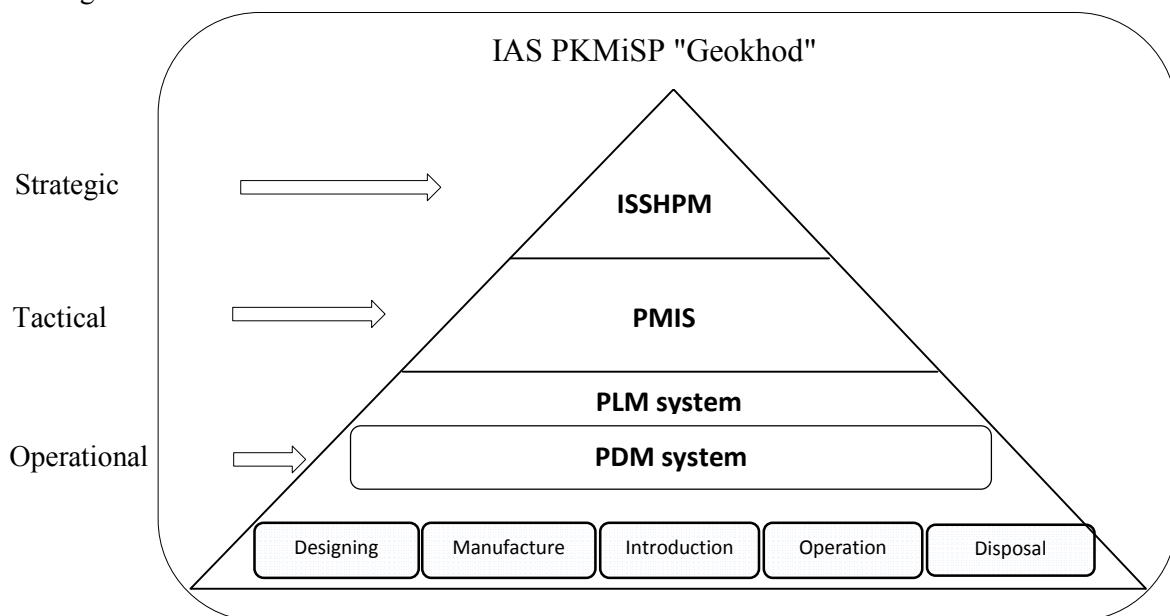 IAS PKMiSP "Geokhod"
Strategic
ISSHPM
Tactical
PMIS
PLM system
Operational
PDM system
Designing
Manufacture
Introduction
Operation
Disposal